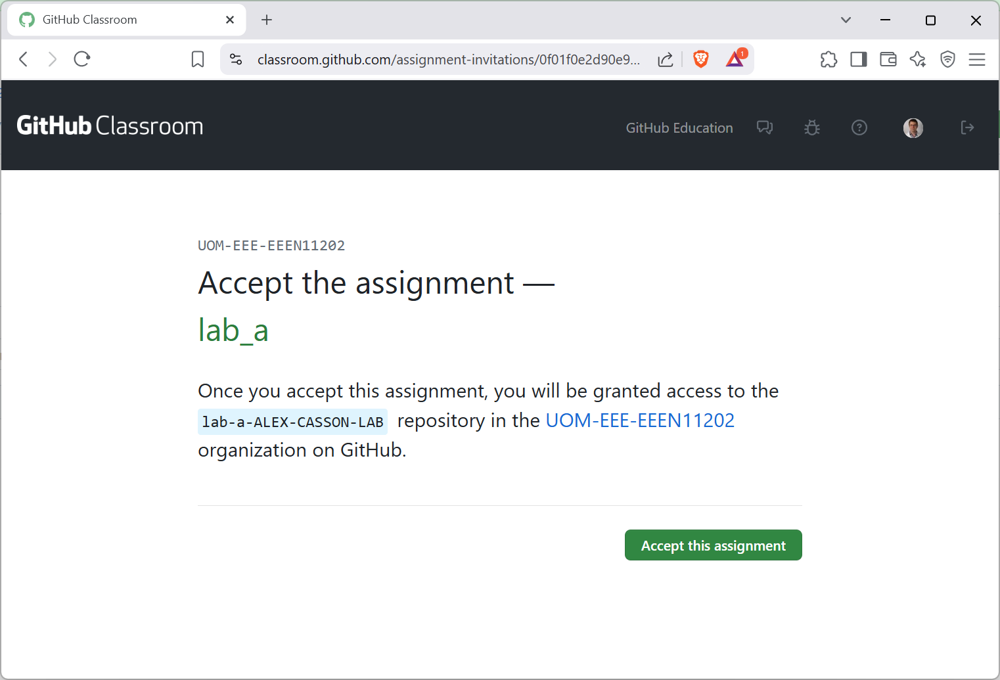 GitHub Classroom
classroom.github.com/assignment-invitations/0f01f0e2d90e9...
1
GitHub Classroom
GitHub Education
UOM-EEE-EEEN11202
Accept the assignment —
lab_a
Once you accept this assignment, you will be granted access to the
lab-a-ALEX-CASSON-LAB repository in the UOM-EEE-EEEN11202
organization on GitHub.
Accept this assignment